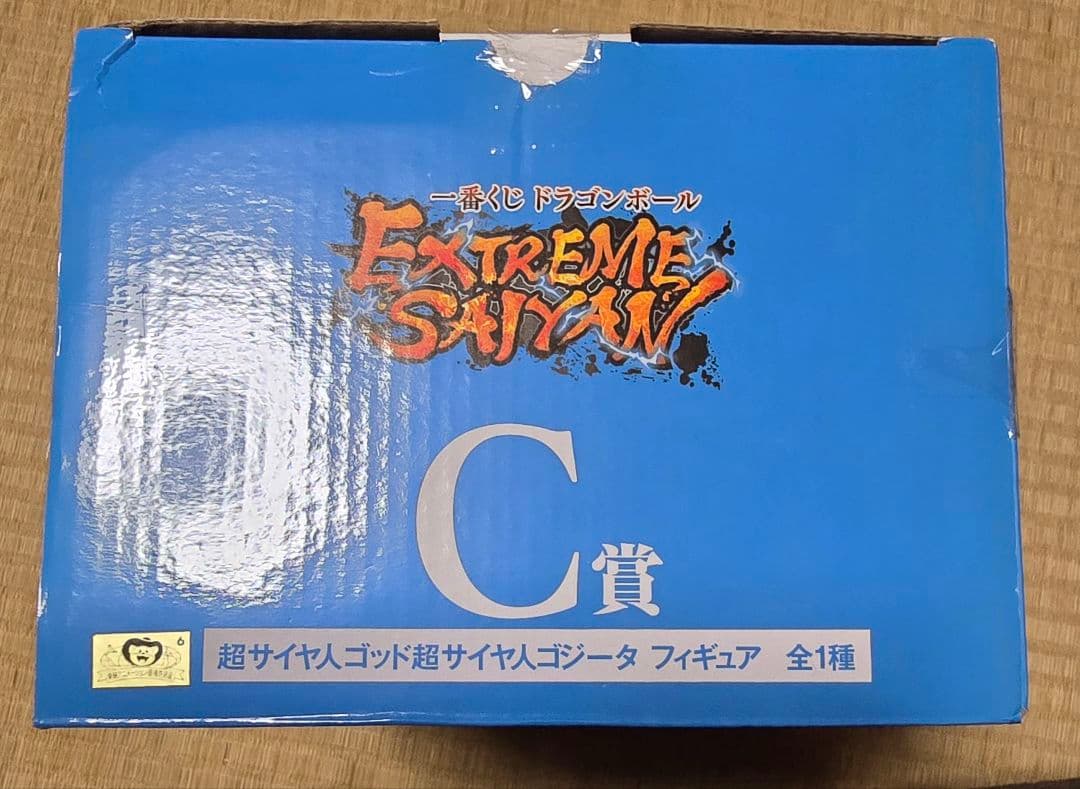 一番くじ ドラゴンボール
EXTREME
SAIYAN
C賞
6
超サイヤ人ゴッド超サイヤ人ゴジータ フィギュア 全1種